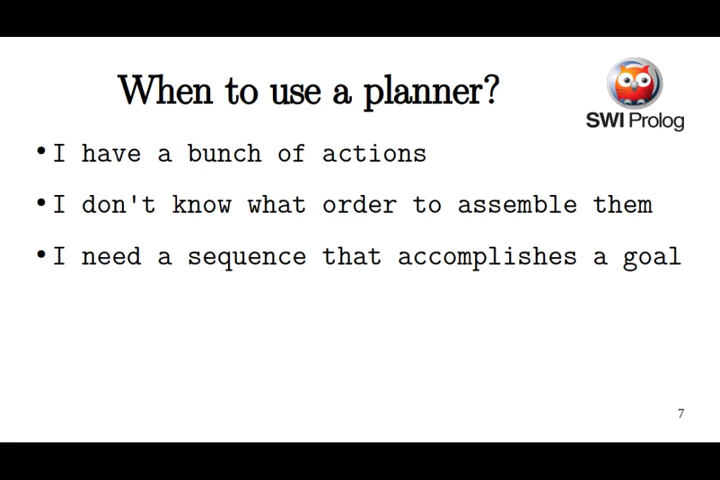 When to use a planner?
SWI Prolog
• I have a bunch of actions
• I don't know what order to assemble them
• I need a sequence that accomplishes a goal
7